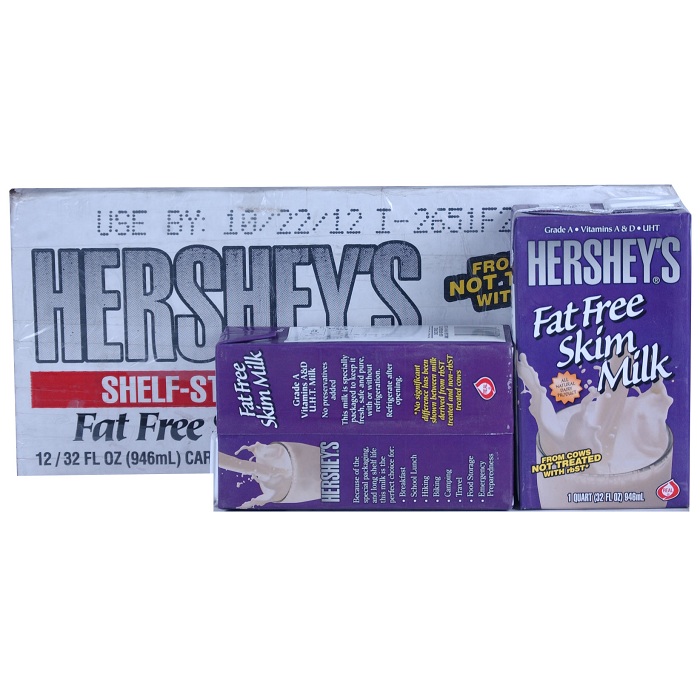 USE BY: 10/22/12 I-2651F2
HERSHEY'S
FRO
NOT T
WIT
SHELF-ST
Fat Free S
12 / 32 FL OZ (946mL) CAR
Fat Free
Skim Milk
Grade A
Vitamins A&D
U.H.T. Milk
No preservatives
added
This milk is specially
packaged to keep it
fresh, safe and pure,
with or without
refrigeration.
Refrigerate after
opening.
*No significant
difference has been
shown between milk
derived from rbST
treated and non-rbST
treated cows
HERSHEY'S
Because of the
special packaging,
and long shelf life
this milk is the
perfect choice for:
• Breakfast
• School Lunch
• Hiking
• Biking
• Camping
• Travel
• Food Storage
• Emergency
Preparedness
Grade A • Vitamins A & D • UHT
HERSHEY'S®
Fat Free
Skim
Milk
FROM COWS
NOT TREATED
WITH rbST*
1 QUART (32 FL OZ) 946mL
REAL